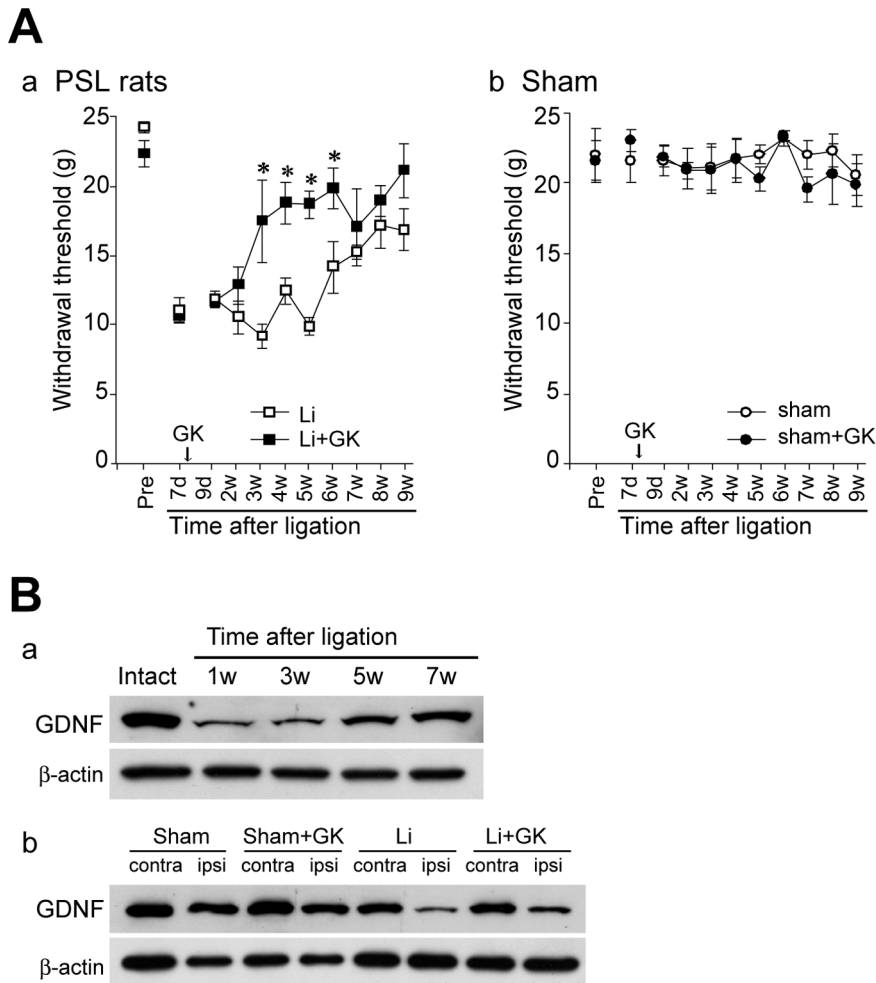 A
a PSL rats
25
20
15
10
5
0
Withdrawal threshold (g)
Li
Li+GK
GK
* * * *
Pre 7d 9d 2w 3w 4w 5w 6w 7w 8w 9w
Time after ligation
b Sham
25
20
15
10
5
0
Withdrawal threshold (g)
sham
sham+GK
GK
Pre 7d 9d 2w 3w 4w 5w 6w 7w 8w 9w
Time after ligation
B
a
Time after ligation
Intact 1w 3w 5w 7w
GDNF
β-actin
b
Sham Sham+GK Li Li+GK
contra ipsi contra ipsi contra ipsi contra ipsi
GDNF
β-actin